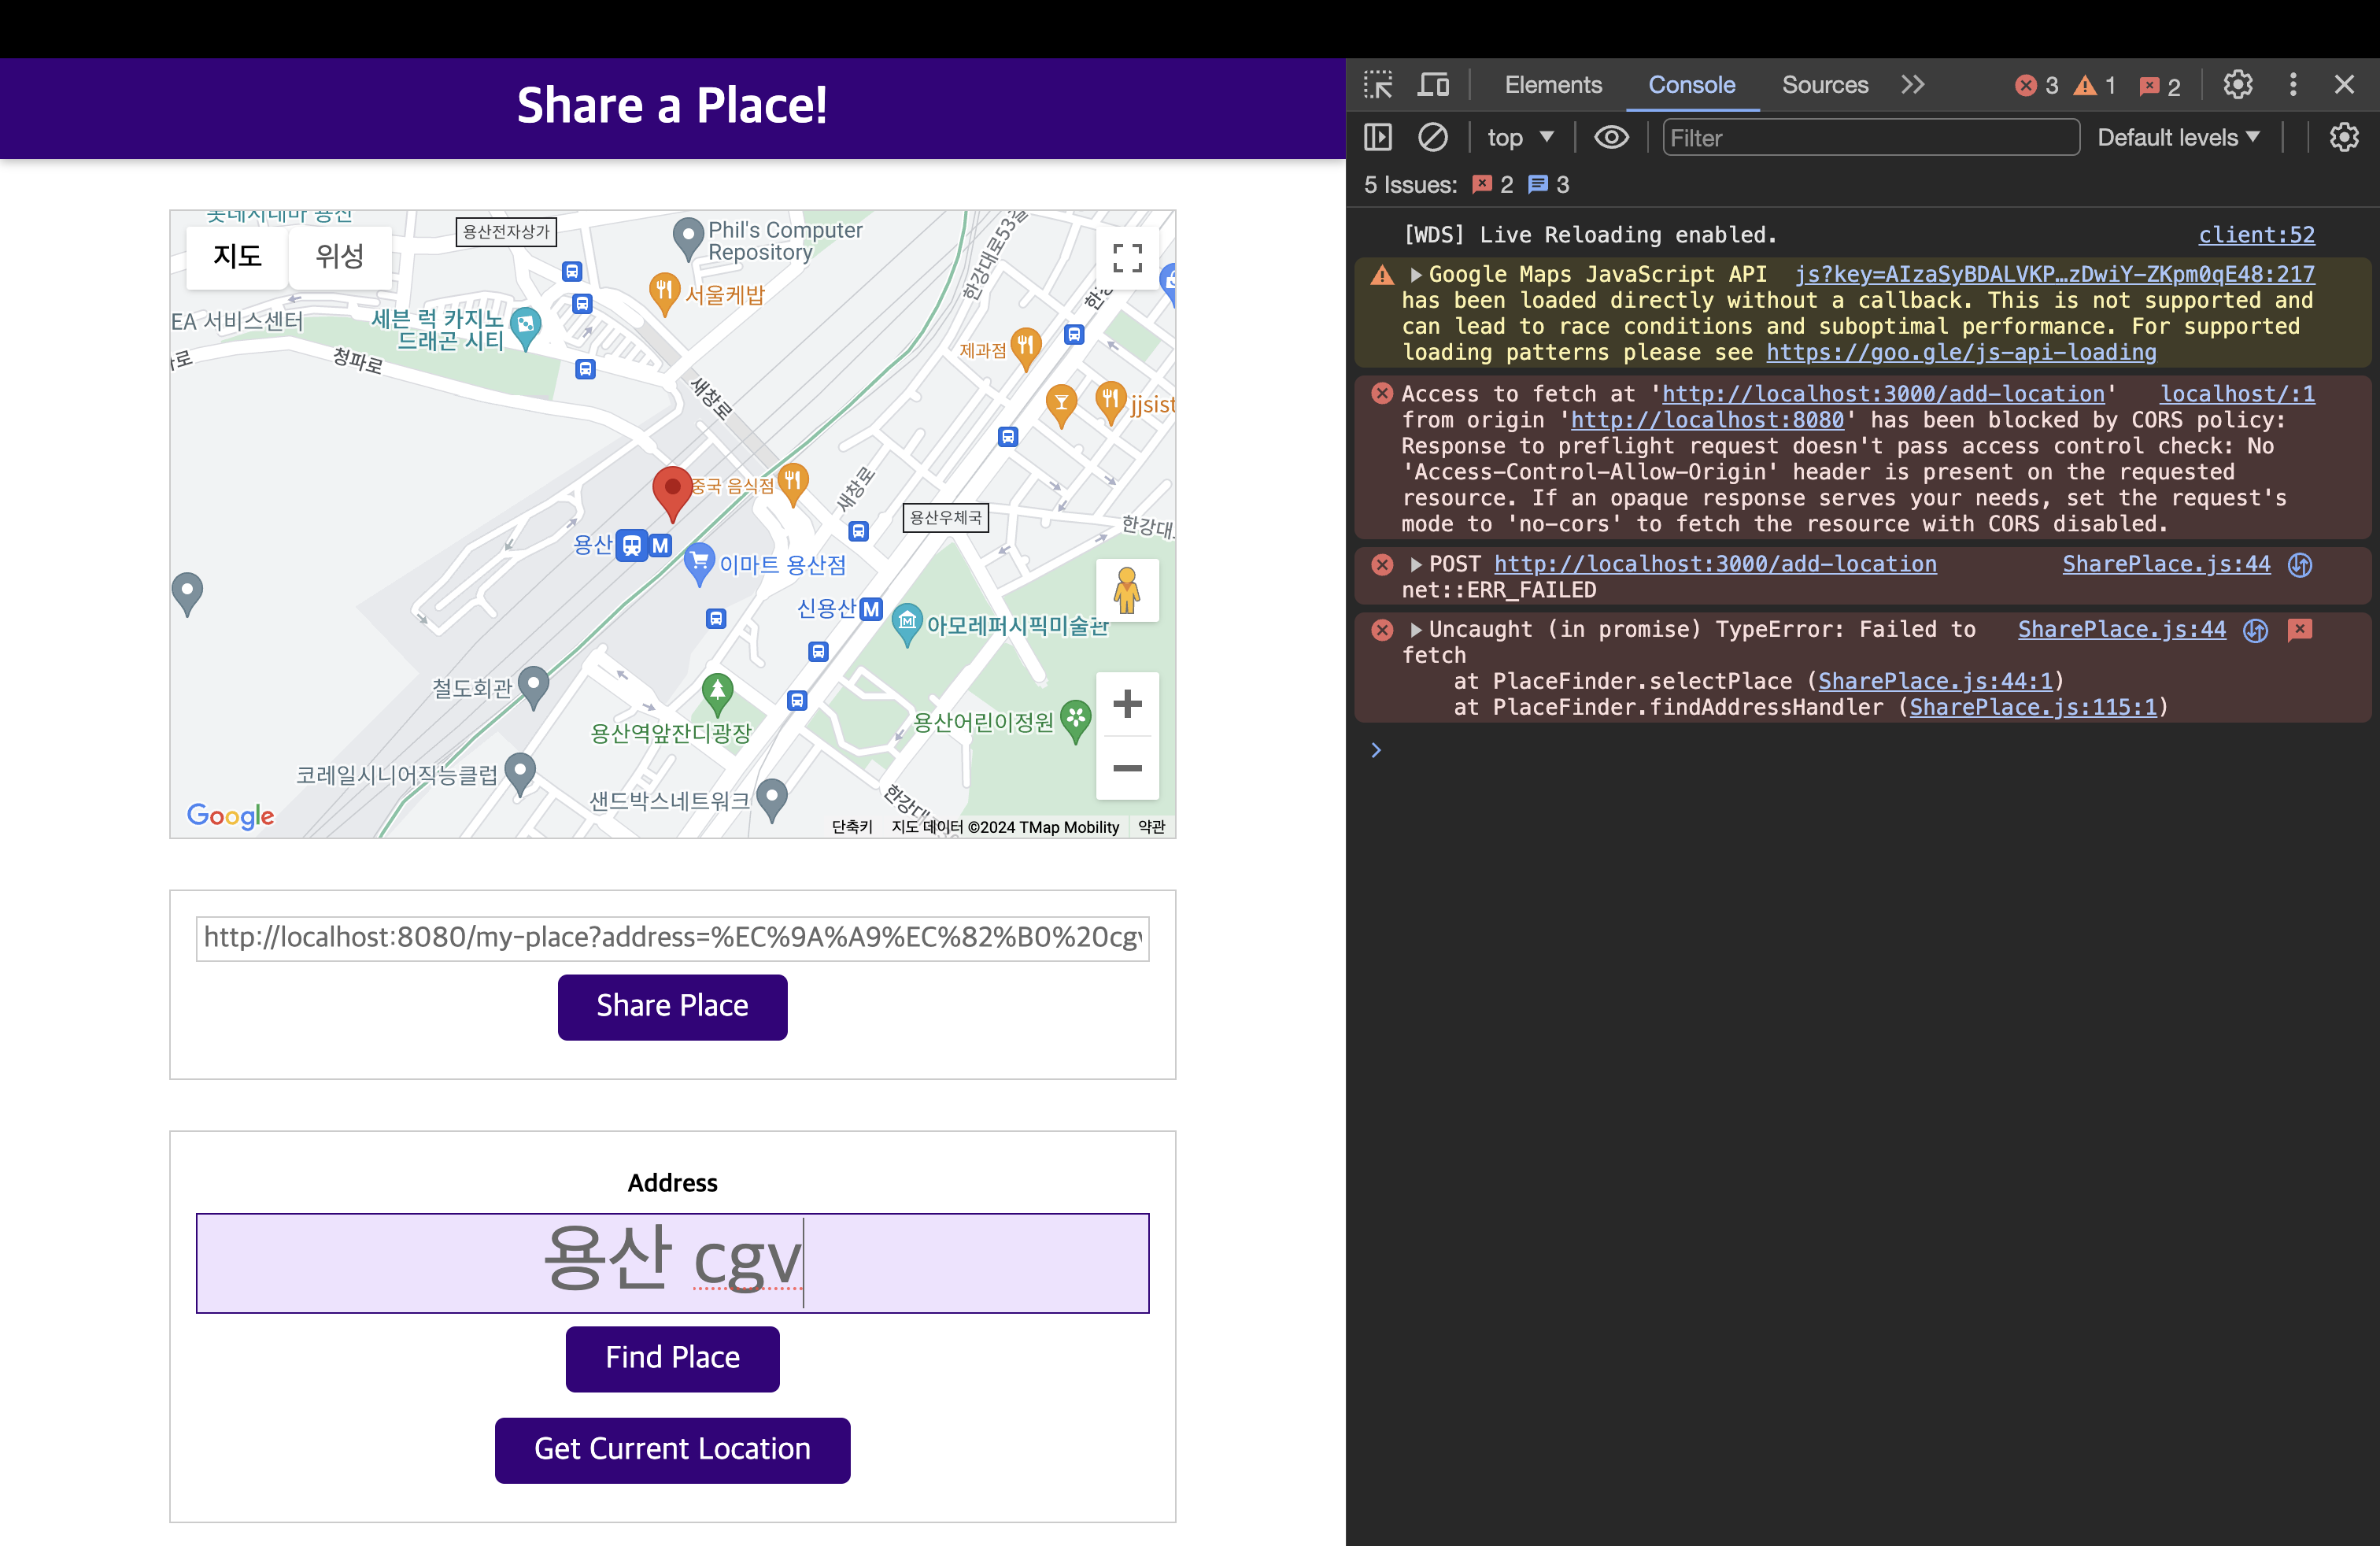 Share a Place!
롯데시네마 용산
용산전자상가
Phil's Computer
Repository
지도
위성
서울케밥
EA 서비스센터
세븐 럭 카지노
드래곤 시티
청파로
한강대로53길
제과점
jjsist
새창로
중국 음식점
새창로
용산우체국
한강대로
용산
M
이마트 용산점
신용산
M
아모레퍼시픽미술관
철도회관
용산역앞잔디광장
용산어린이정원
코레일시니어직능클럽
샌드박스네트워크
Google
단축키
지도 데이터 ©2024 TMap Mobility
약관
http://localhost:8080/my-place?address=%EC%9A%A9%EC%82%B0%20cgv
Share Place
Address
용산 cgv
Find Place
Get Current Location
Elements
Console
Sources
3
1
2
top
Filter
Default levels
5 Issues: 2 3
[WDS] Live Reloading enabled. client:52
Google Maps JavaScript API js?key=AIzaSyBDALVKP…zDwiY-ZKpm0qE48:217
has been loaded directly without a callback. This is not supported and
can lead to race conditions and suboptimal performance. For supported
loading patterns please see https://goo.gle/js-api-loading
Access to fetch at 'http://localhost:3000/add-location' localhost/:1
from origin 'http://localhost:8080' has been blocked by CORS policy:
Response to preflight request doesn't pass access control check: No
'Access-Control-Allow-Origin' header is present on the requested
resource. If an opaque response serves your needs, set the request's
mode to 'no-cors' to fetch the resource with CORS disabled.
POST http://localhost:3000/add-location SharePlace.js:44
net::ERR_FAILED
Uncaught (in promise) TypeError: Failed to SharePlace.js:44
fetch
at PlaceFinder.selectPlace (SharePlace.js:44:1)
at PlaceFinder.findAddressHandler (SharePlace.js:115:1)